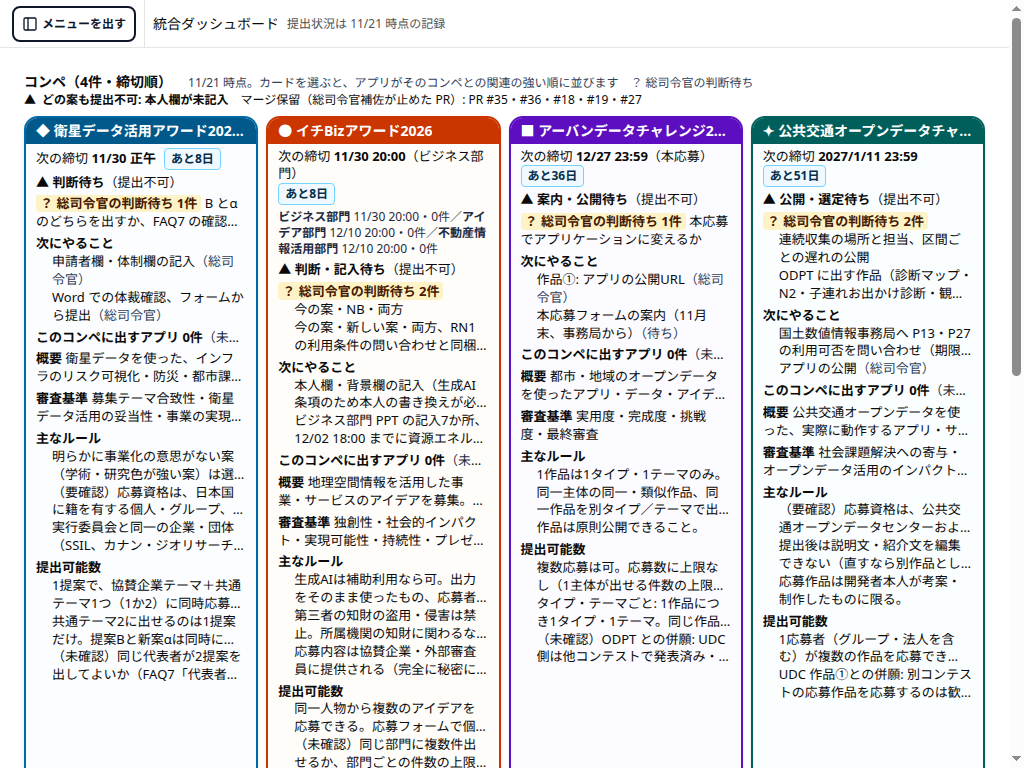 メニューを出す
統合ダッシュボード 提出状況は 11/21 時点の記録
コンペ（4件・締切順） 11/21 時点。カードを選ぶと、アプリがそのコンペとの関連の強い順に並びます ？ 総司令官の判断待ち
▲ どの案も提出不可: 本人欄が未記入 マージ保留（総司令官補佐が止めた PR）: PR #35・#36・#18・#19・#27
◆ 衛星データ活用アワード202…
次の締切 11/30 正午 あと8日
▲ 判断待ち（提出不可）
？ 総司令官の判断待ち 1件 B とα
のどちらを出すか、FAQ7 の確認…
次にやること
申請者欄・体制欄の記入（総司
令官）
Word での体裁確認、フォームか
ら提出（総司令官）
このコンペに出すアプリ 0件（未…
概要 衛星データを使った、インフ
ラのリスク可視化・防災・都市課…
審査基準 募集テーマ合致性・衛星
データ活用の妥当性・事業の実現…
主なルール
明らかに事業化の意思がない案
（学術・研究色が強い案）は選…
（要確認）応募資格は、日本国
に籍を有する個人・グループ、…
実行委員会と同一の企業・団体
（SSIL、カナン・ジオリサーチ…
提出可能数
1提案で、協賛企業テーマ＋共通
テーマ1つ（1か2）に同時応募…
共通テーマ2に出せるのは1提案
だけ。提案Bと新案αは同時に…
（未確認）同じ代表者が2提案を
出してよいか（FAQ7「代表者…
● イチBizアワード2026
次の締切 11/30 20:00（ビジネス部
門）
あと8日
ビジネス部門 11/30 20:00・0件／アイ
デア部門 12/10 20:00・0件／不動産情
報活用部門 12/10 20:00・0件
▲ 判断・記入待ち（提出不可）
？ 総司令官の判断待ち 2件
今の案・NB・両方
今の案・新しい案・両方、RN1
の利用条件の問い合わせと同梱…
次にやること
本人欄・背景欄の記入（生成AI
条項のため本人の書き換えが必…
ビジネス部門 PPT の記入7か所、
12/02 18:00 までに資源エネル…
このコンペに出すアプリ 0件（未…
概要 地理空間情報を活用した事
業・サービスのアイデアを募集。…
審査基準 独創性・社会的インパク
ト・実現可能性・持続性・プレゼ…
主なルール
生成AIは補助利用なら可。出力
をそのまま使ったもの、応募者…
第三者の知財の盗用・侵害は禁
止。所属機関の知財に関わるな…
応募内容は協賛企業・外部審査
員に提供される（完全に秘密に…
提出可能数
同一人物から複数のアイデアを
応募できる。応募フォームで個…
（未確認）同じ部門に複数件出
せるか、部門ごとの件数の上限…
■ アーバンデータチャレンジ2…
次の締切 12/27 23:59（本応募）
あと36日
▲ 案内・公開待ち（提出不可）
？ 総司令官の判断待ち 1件 本応募
でアプリケーションに変えるか
次にやること
作品①: アプリの公開URL（総司
令官）
本応募フォームの案内（11月
末、事務局から）（待ち）
このコンペに出すアプリ 0件（未…
概要 都市・地域のオープンデータ
を使ったアプリ・データ・アイデ…
審査基準 実用度・完成度・挑戦
度・最終審査
主なルール
1作品は1タイプ・1テーマのみ。
同一主体の同一・類似作品、同
一作品を別タイプ／テーマで出…
作品は原則公開できること。
提出可能数
複数応募は可。応募数に上限な
し（1主体が出せる件数の上限…
タイプ・テーマごと: 1作品につ
き1タイプ・1テーマ。同じ作品…
（未確認）ODPT との併願: UDC
側は他コンテストで発表済み・…
✦ 公共交通オープンデータチャ…
次の締切 2027/1/11 23:59
あと51日
▲ 公開・選定待ち（提出不可）
？ 総司令官の判断待ち 2件
連続収集の場所と担当、区間ご
との遅れの公開
ODPT に出す作品（診断マップ・
N2・子連れお出かけ診断・観…
次にやること
国土数値情報事務局へ P13・P27
の利用可否を問い合わせ（期限…
アプリの公開（総司令官）
このコンペに出すアプリ 0件（未…
概要 公共交通オープンデータを使
った、実際に動作するアプリ・サ…
審査基準 社会課題解決への寄与・
オープンデータ活用のインパクト…
主なルール
（要確認）応募資格は、公共交
通オープンデータセンターおよ…
提出後は説明文・紹介文を編集
できない（直すなら別作品とし…
応募作品は開発者本人が考案・
制作したものに限る。
提出可能数
1応募者（グループ・法人を含
む）が複数の作品を応募でき…
UDC 作品①との併願: 別コンテス
トの応募作品を応募するのは歓…